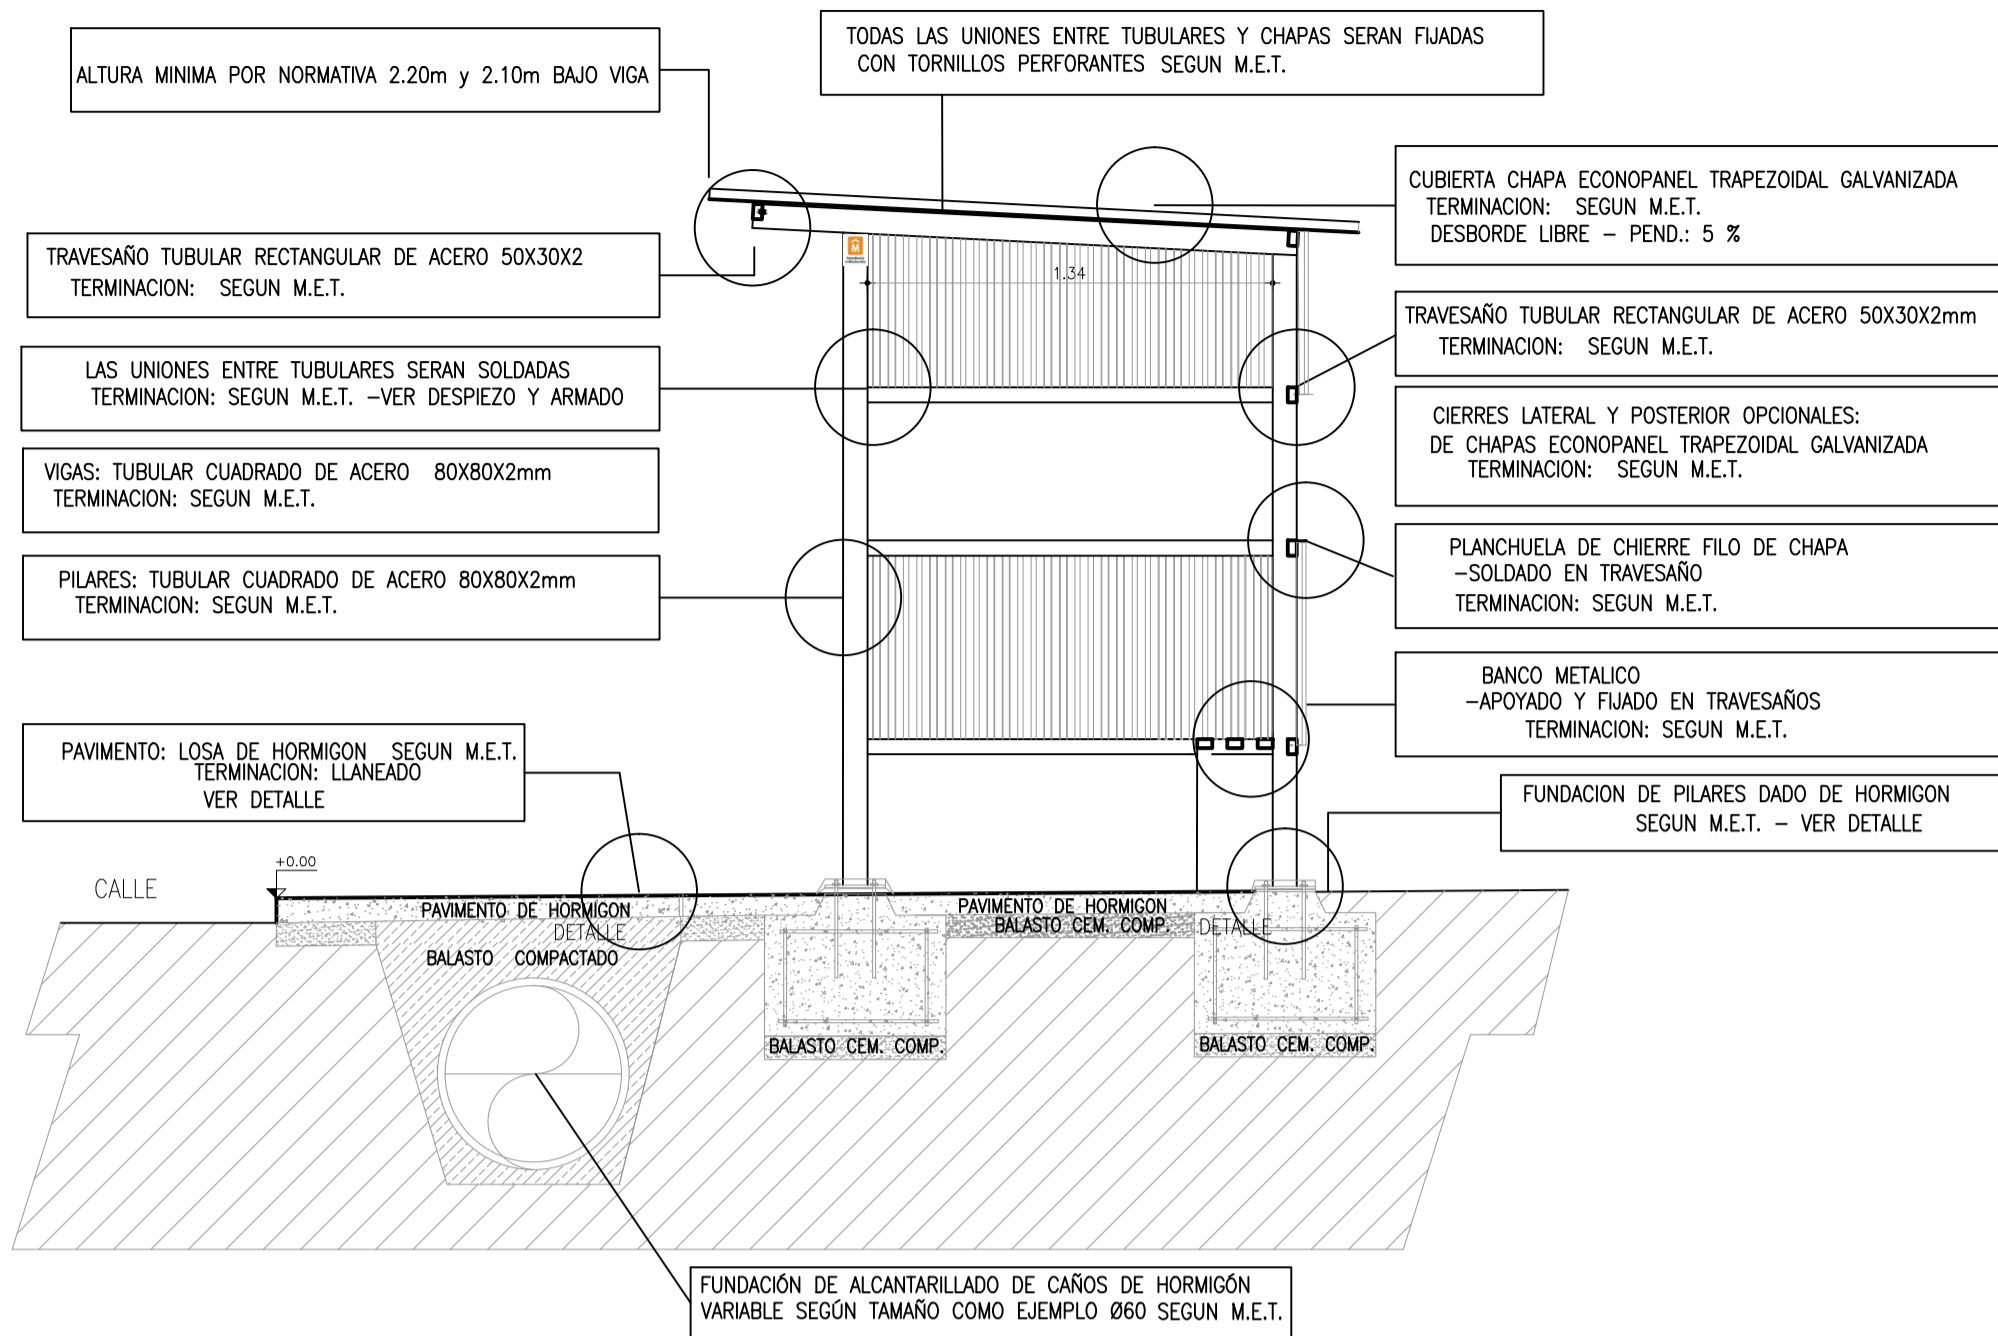 ALTURA MINIMA POR NORMATIVA 2.20m y 2.10m BAJO VIGA
TODAS LAS UNIONES ENTRE TUBULARES Y CHAPAS SERAN FIJADAS
CON TORNILLOS PERFORANTES SEGUN M.E.T.
CUBIERTA CHAPA ECONOPANEL TRAPEZOIDAL GALVANIZADA
TERMINACION: SEGUN M.E.T.
DESBORDE LIBRE – PEND.: 5 %
TRAVESAÑO TUBULAR RECTANGULAR DE ACERO 50X30X2
TERMINACION: SEGUN M.E.T.
M
1.34
TRAVESAÑO TUBULAR RECTANGULAR DE ACERO 50X30X2mm
TERMINACION: SEGUN M.E.T.
LAS UNIONES ENTRE TUBULARES SERAN SOLDADAS
TERMINACION: SEGUN M.E.T. –VER DESPIEZO Y ARMADO
CIERRES LATERAL Y POSTERIOR OPCIONALES:
DE CHAPAS ECONOPANEL TRAPEZOIDAL GALVANIZADA
TERMINACION: SEGUN M.E.T.
VIGAS: TUBULAR CUADRADO DE ACERO 80X80X2mm
TERMINACION: SEGUN M.E.T.
PLANCHUELA DE CHIERRE FILO DE CHAPA
–SOLDADO EN TRAVESAÑO
TERMINACION: SEGUN M.E.T.
PILARES: TUBULAR CUADRADO DE ACERO 80X80X2mm
TERMINACION: SEGUN M.E.T.
BANCO METALICO
–APOYADO Y FIJADO EN TRAVESAÑOS
TERMINACION: SEGUN M.E.T.
PAVIMENTO: LOSA DE HORMIGON SEGUN M.E.T.
TERMINACION: LLANEADO
VER DETALLE
FUNDACION DE PILARES DADO DE HORMIGON
SEGUN M.E.T. – VER DETALLE
+0.00
CALLE
PAVIMENTO DE HORMIGON
DETALLE
BALASTO COMPACTADO
PAVIMENTO DE HORMIGON
BALASTO CEM. COMP.
DETALLE
BALASTO CEM. COMP.
BALASTO CEM. COMP.
FUNDACIÓN DE ALCANTARILLADO DE CAÑOS DE HORMIGÓN
VARIABLE SEGÚN TAMAÑO COMO EJEMPLO Ø60 SEGUN M.E.T.